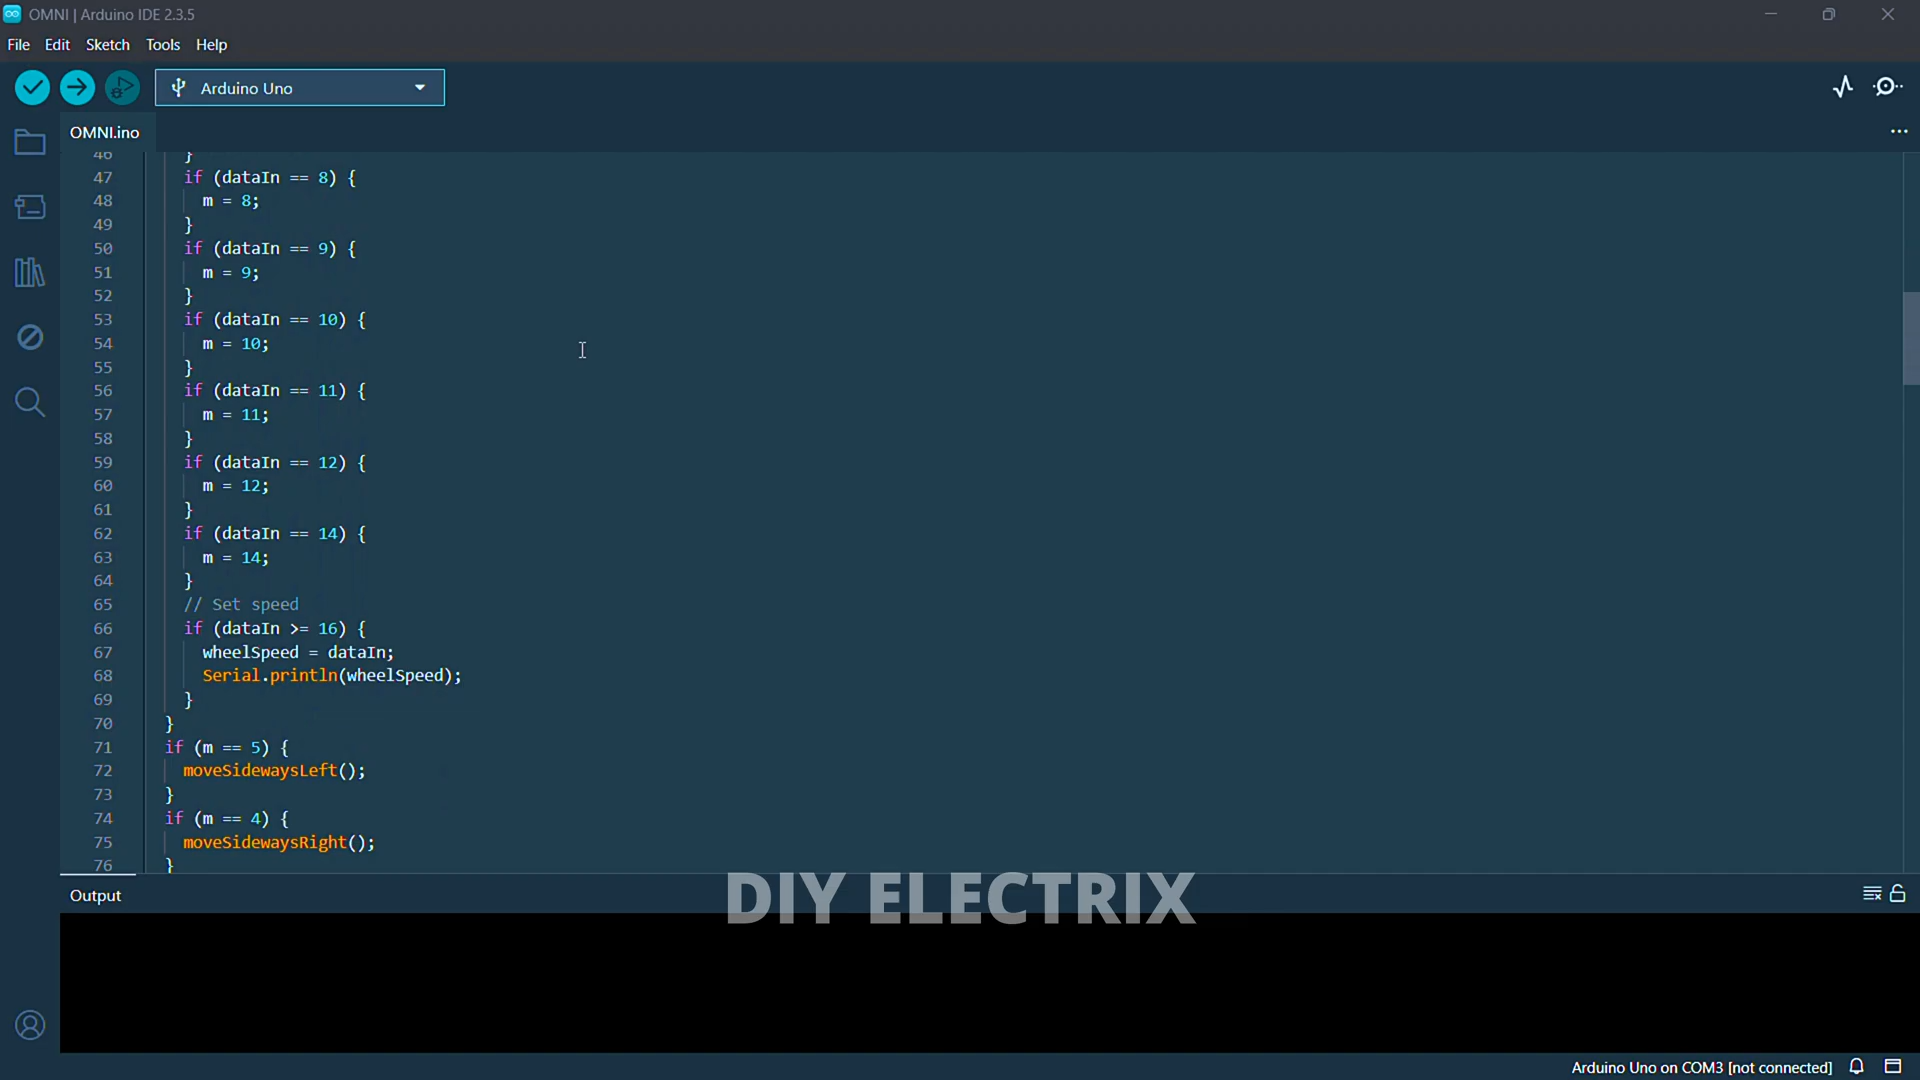 OMNI | Arduino IDE 2.3.5
File Edit Sketch Tools Help
Arduino Uno
OMNI.ino
46 }
47 if (dataIn == 8) {
48 m = 8;
49 }
50 if (dataIn == 9) {
51 m = 9;
52 }
53 if (dataIn == 10) {
54 m = 10;
55 }
56 if (dataIn == 11) {
57 m = 11;
58 }
59 if (dataIn == 12) {
60 m = 12;
61 }
62 if (dataIn == 14) {
63 m = 14;
64 }
65 // Set speed
66 if (dataIn >= 16) {
67 wheelSpeed = dataIn;
68 Serial.println(wheelSpeed);
69 }
70 }
71 if (m == 5) {
72 moveSidewaysLeft();
73 }
74 if (m == 4) {
75 moveSidewaysRight();
76 }
Output
DIY ELECTRIX
Arduino Uno on COM3 [not connected]